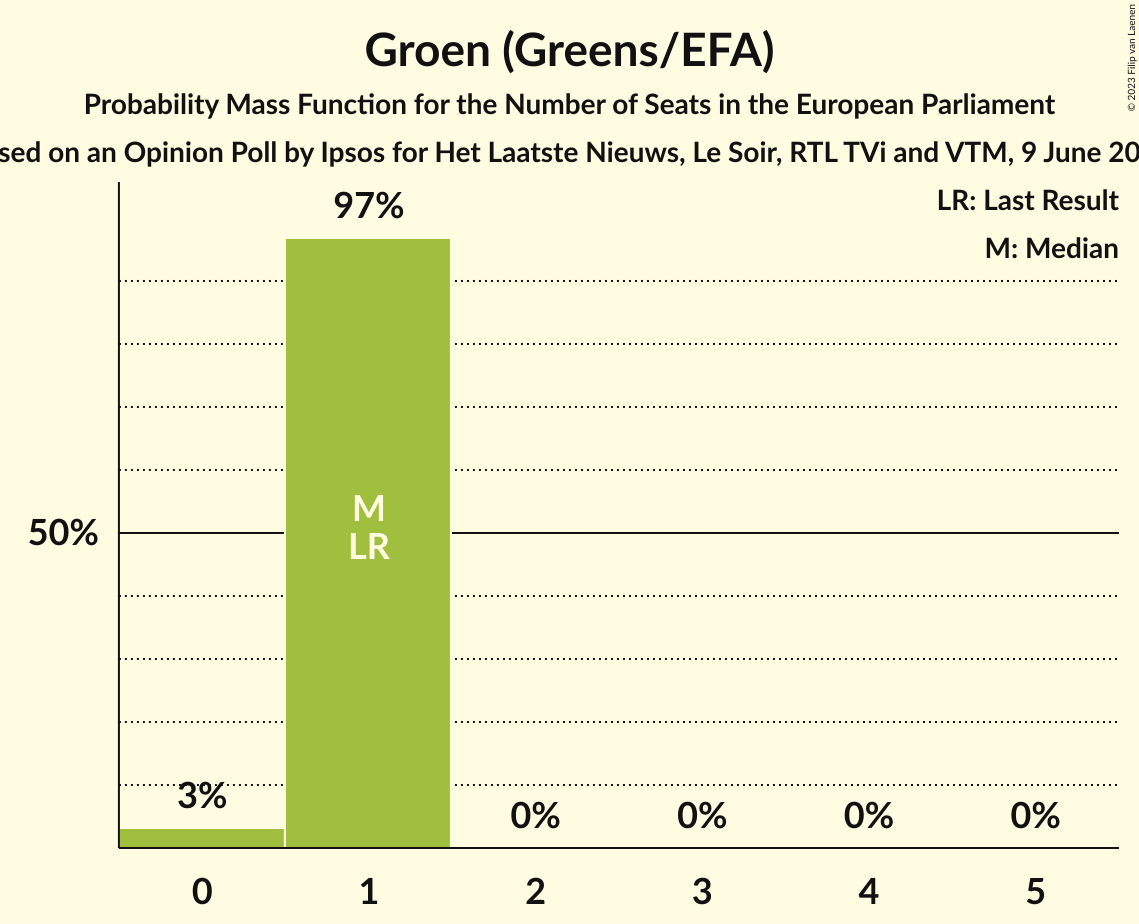 Groen (Greens/EFA)
Probability Mass Function for the Number of Seats in the European Parliament
sed on an Opinion Poll by Ipsos for Het Laatste Nieuws, Le Soir, RTL TVi and VTM, 9 June 20
© 2023 Filip van Laenen
LR: Last Result
M: Median
97%
M
LR
50%
3%
0%
0%
0%
0%
0
1
2
3
4
5